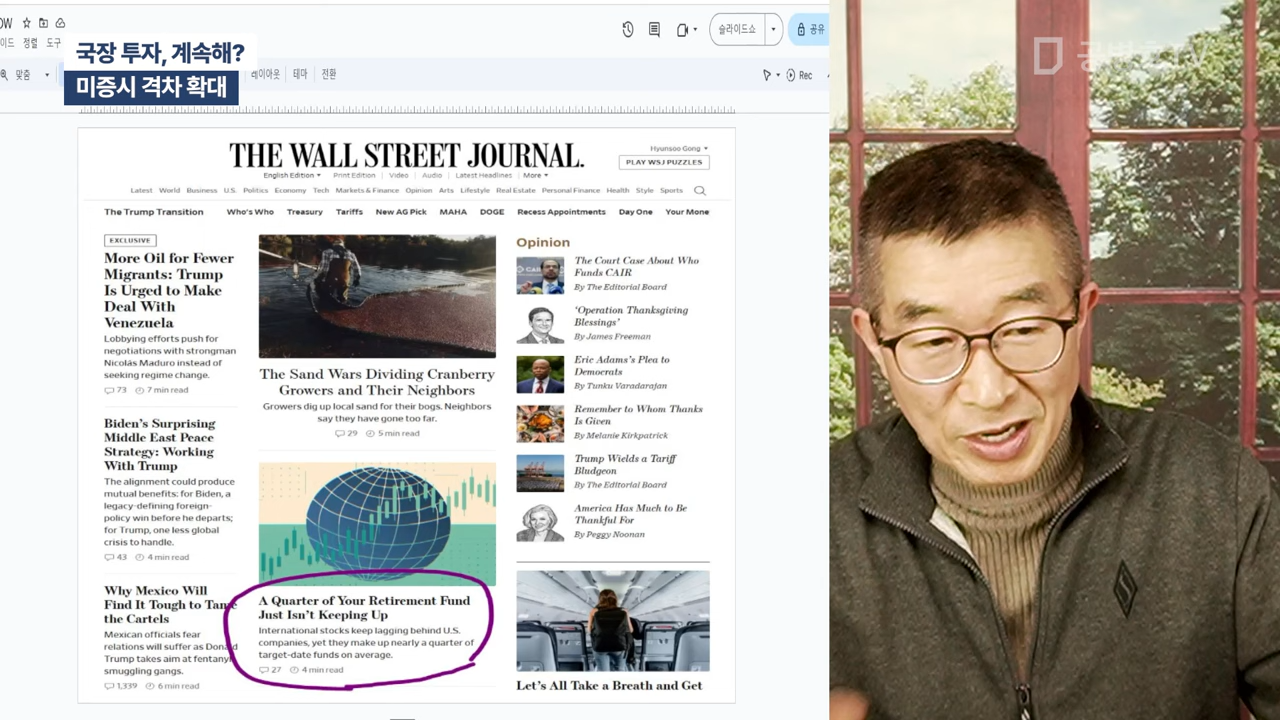 OW
이드 정렬 도구
국장 투자, 계속해?
미증시 격차 확대
맞춤
레이아웃 테마 전환
슬라이드쇼
공유
Rec
공병호TV
THE WALL STREET JOURNAL.
English Edition Print Edition Video Audio Latest Headlines More
Hyunsoo Gong
PLAY WSJ PUZZLES
Latest World Business U.S. Politics Economy Tech Markets & Finance Opinion Arts Lifestyle Real Estate Personal Finance Health Style Sports
The Trump Transition Who's Who Treasury Tariffs New AG Pick MAHA DOGE Recess Appointments Day One Your Mone
EXCLUSIVE
More Oil for Fewer
Migrants: Trump
Is Urged to Make
Deal With
Venezuela
Lobbying efforts push for
negotiations with strongman
Nicolás Maduro instead of
seeking regime change.
73 7 min read
Biden's Surprising
Middle East Peace
Strategy: Working
With Trump
The alignment could produce
mutual benefits: for Biden, a
legacy-defining foreign-
policy win before he departs;
for Trump, one less global
crisis to handle.
43 4 min read
Why Mexico Will
Find It Tough to Tame
the Cartels
Mexican officials fear
relations will suffer as Donald
Trump takes aim at fentanyl-
smuggling gangs.
1,339 6 min read
The Sand Wars Dividing Cranberry
Growers and Their Neighbors
Growers dig up local sand for their bogs. Neighbors
say they have gone too far.
29 5 min read
A Quarter of Your Retirement Fund
Just Isn't Keeping Up
International stocks keep lagging behind U.S.
companies, yet they make up nearly a quarter of
target-date funds on average.
27 4 min read
Opinion
The Court Case About Who
Funds CAIR
By The Editorial Board
'Operation Thanksgiving
Blessings'
By James Freeman
Eric Adams's Plea to
Democrats
By Tunku Varadarajan
Remember to Whom Thanks
Is Given
By Melanie Kirkpatrick
Trump Wields a Tariff
Bludgeon
By The Editorial Board
America Has Much to Be
Thankful For
By Peggy Noonan
Let's All Take a Breath and Get